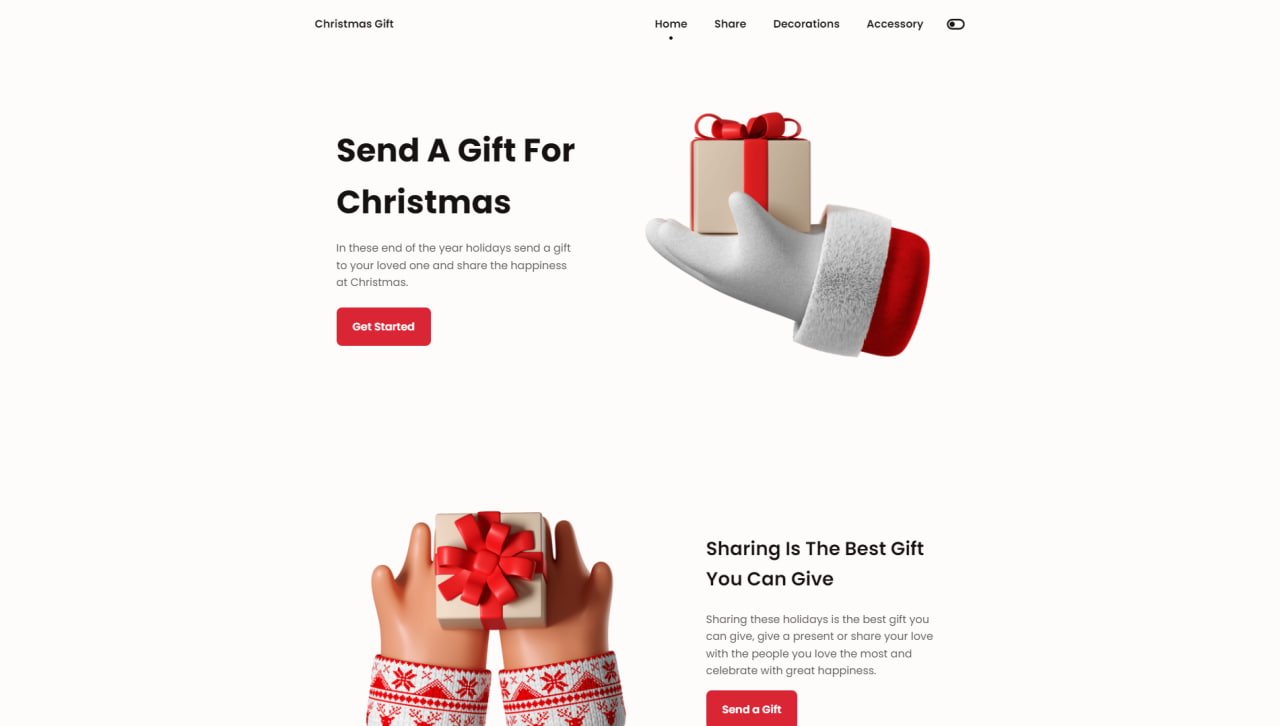 Christmas Gift
Home Share Decorations Accessory
Send A Gift For
Christmas
In these end of the year holidays send a gift
to your loved one and share the happiness
at Christmas.
Get Started
Sharing Is The Best Gift
You Can Give
Sharing these holidays is the best gift you
can give, give a present or share your love
with the people you love the most and
celebrate with great happiness.
Send a Gift